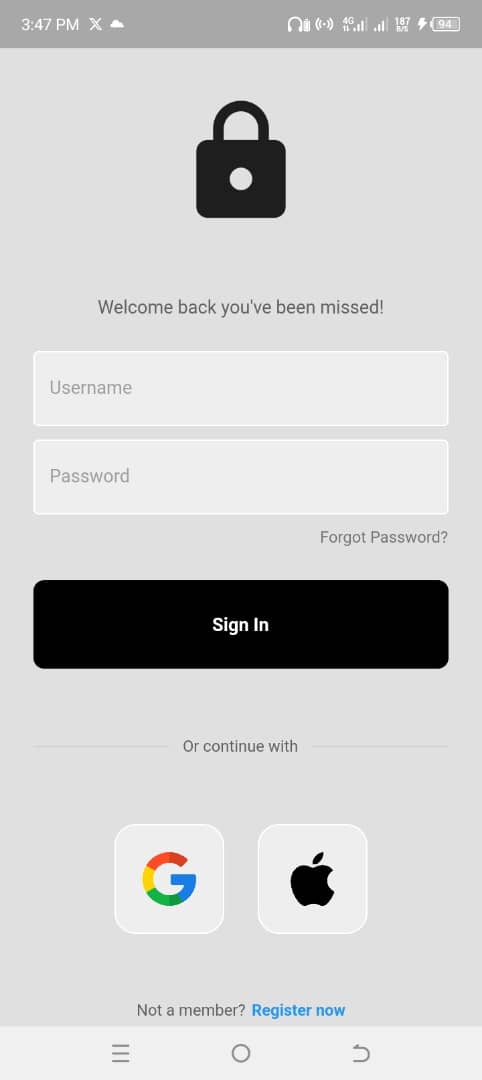 3:47 PM 4G 187 B/S 94
Welcome back you've been missed!
Username
Password
Forgot Password?
Sign In
Or continue with
Not a member? Register now